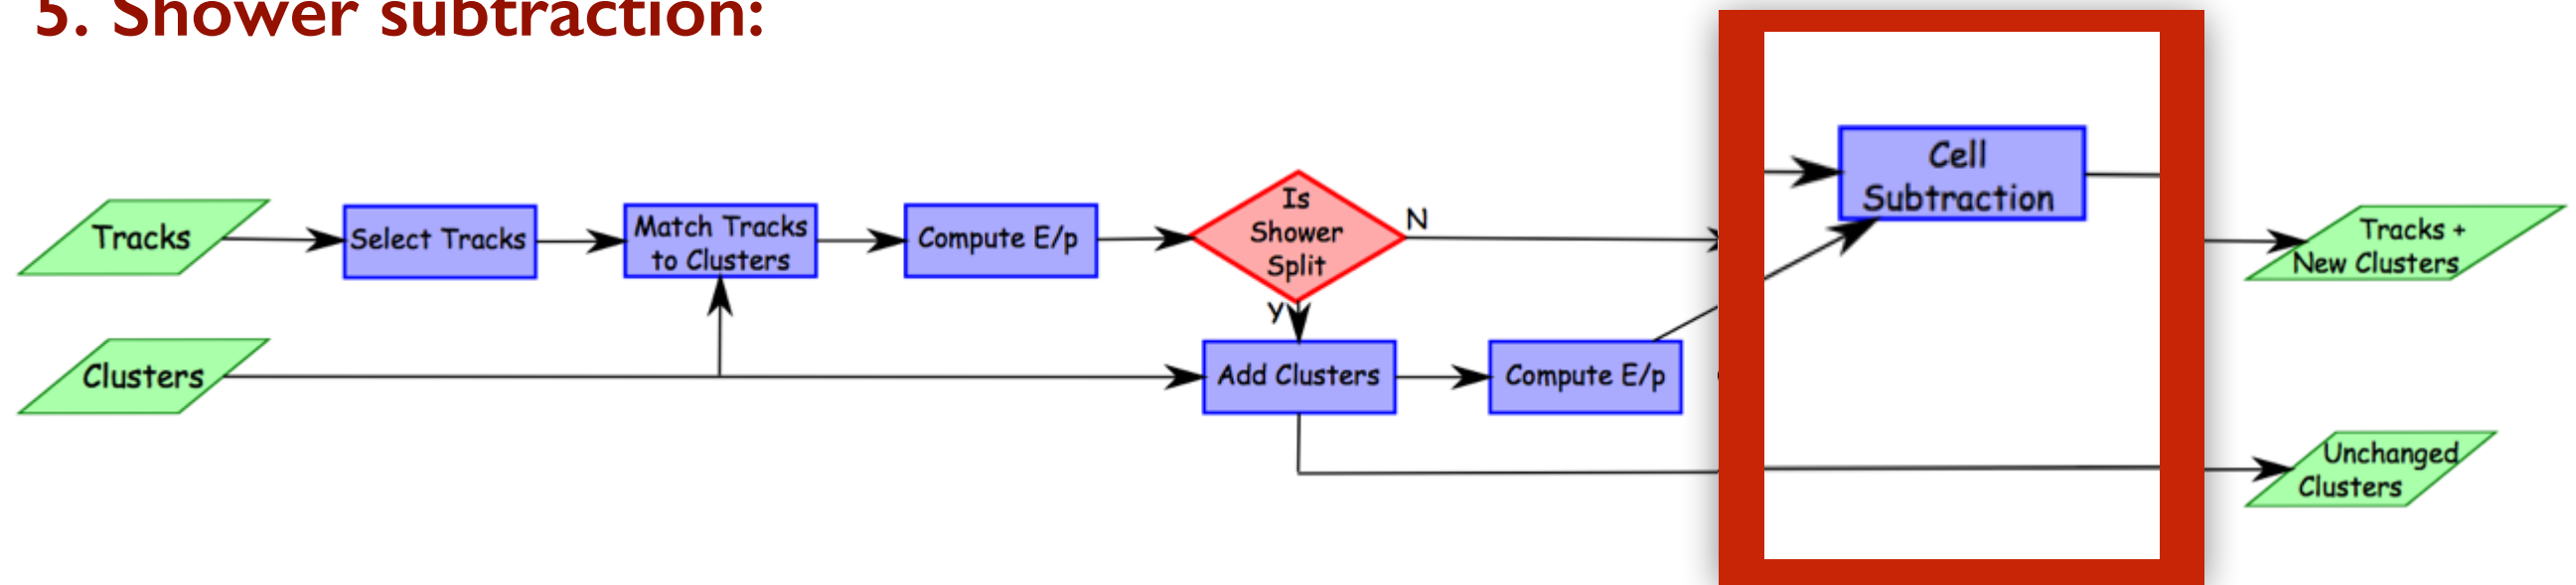 5. Shower subtraction:
Tracks
Select Tracks
Match Tracks
to Clusters
Compute E/p
Is
Shower
Split
N
Y
Cell
Subtraction
Tracks +
New Clusters
Clusters
Add Clusters
Compute E/p
Unchanged
Clusters